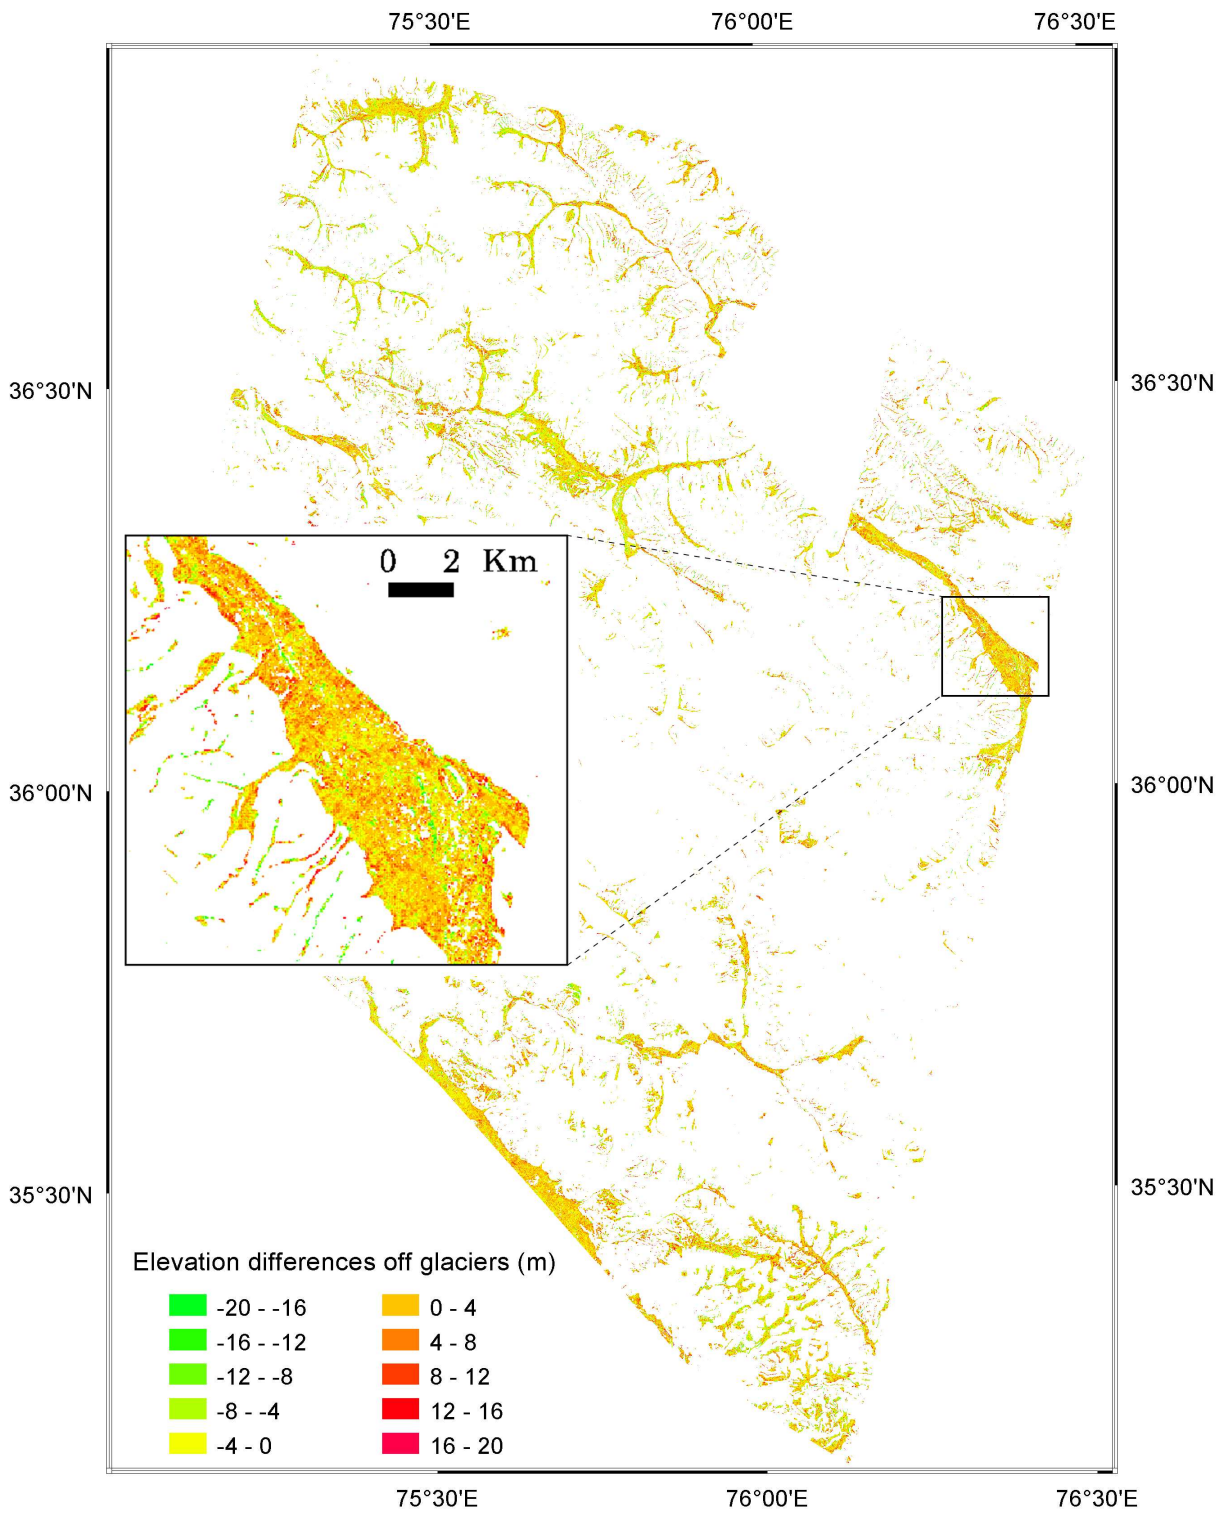 75°30'E 76°00'E 76°30'E
36°30'N 36°30'N
0 2 Km
36°00'N 36°00'N
35°30'N 35°30'N
Elevation differences off glaciers (m)
-20 - -16 0 - 4
-16 - -12 4 - 8
-12 - -8 8 - 12
-8 - -4 12 - 16
-4 - 0 16 - 20
75°30'E 76°00'E 76°30'E